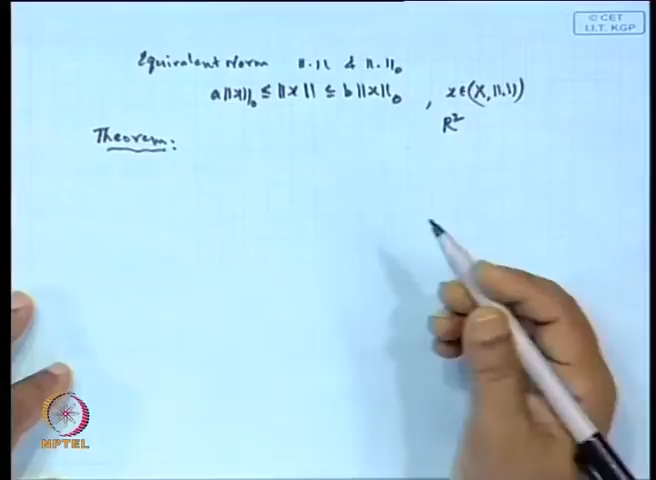 © CET
I.I.T. KGP
Equivalent Norm ||.|| & ||.||₀
a||x||₀ ≤ ||x|| ≤ b||x||₀ , x ∈ (X, ||.||)
R²
Theorem:
NPTEL